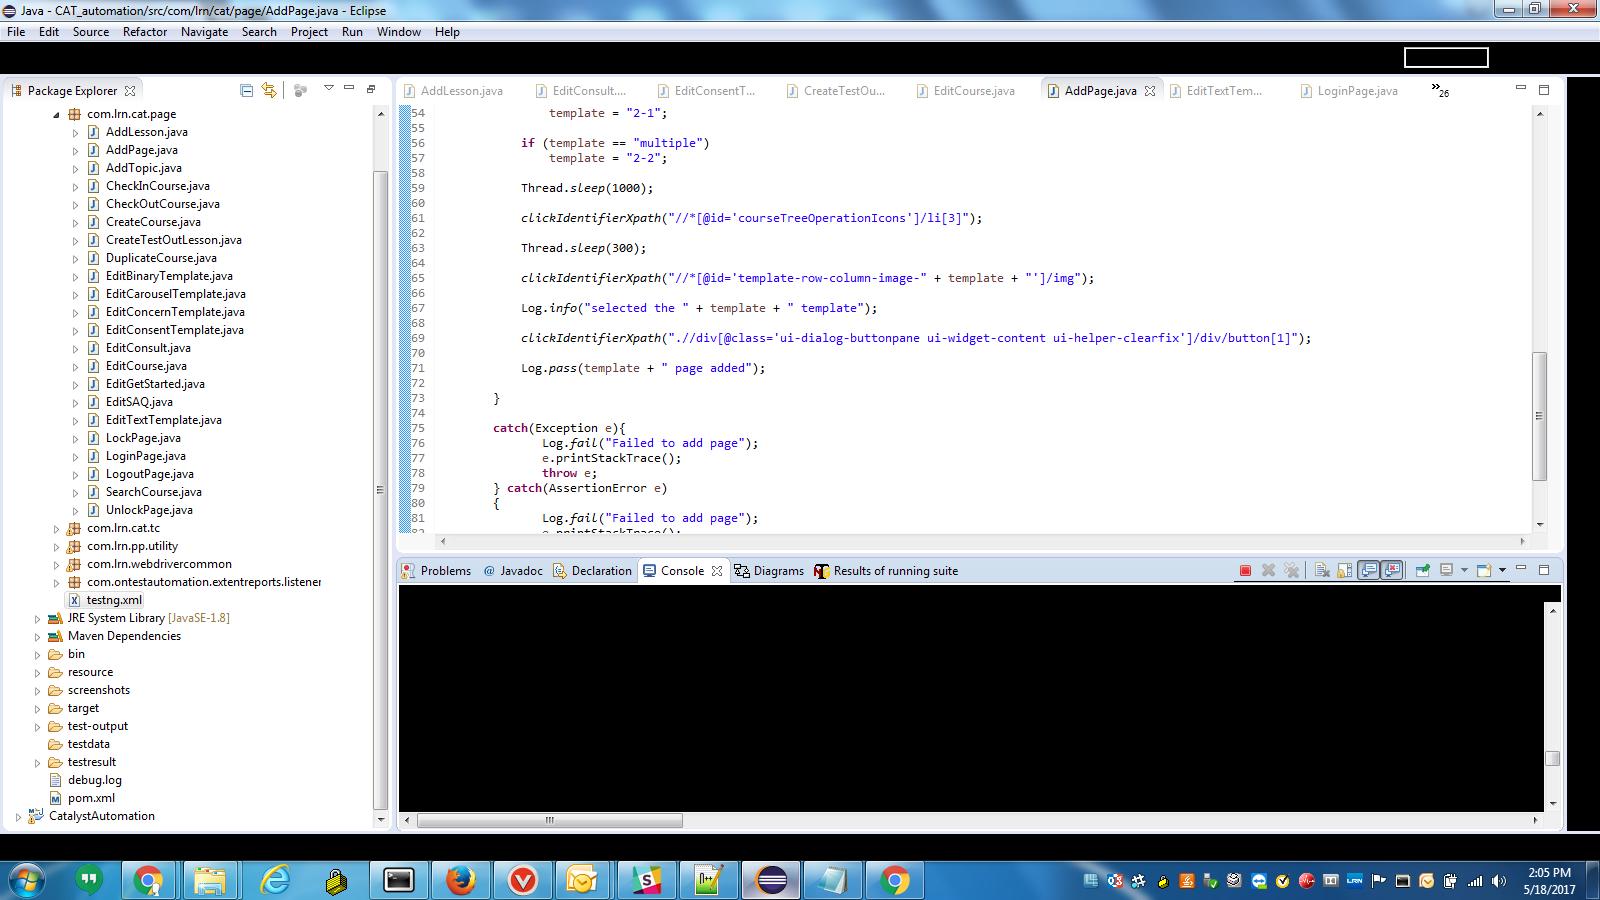 Java - CAT_automation/src/com/lrn/cat/page/AddPage.java - Eclipse
File Edit Source Refactor Navigate Search Project Run Window Help
Package Explorer
com.lrn.cat.page
AddLesson.java
AddPage.java
AddTopic.java
CheckInCourse.java
CheckOutCourse.java
CreateCourse.java
CreateTestOutLesson.java
DuplicateCourse.java
EditBinaryTemplate.java
EditCarouselTemplate.java
EditConcernTemplate.java
EditConsentTemplate.java
EditConsult.java
EditCourse.java
EditGetStarted.java
EditSAQ.java
EditTextTemplate.java
LockPage.java
LoginPage.java
LogoutPage.java
SearchCourse.java
UnlockPage.java
com.lrn.cat.tc
com.lrn.pp.utility
com.lrn.webdrivercommon
com.ontestautomation.extentreports.listener
testng.xml
JRE System Library [JavaSE-1.8]
Maven Dependencies
bin
resource
screenshots
target
test-output
testdata
testresult
debug.log
pom.xml
CatalystAutomation
AddLesson.java EditConsult.... EditConsentT... CreateTestOu... EditCourse.java AddPage.java EditTextTem... LoginPage.java »26
54 template = "2-1";
55
56 if (template == "multiple")
57 template = "2-2";
58
59 Thread.sleep(1000);
60
61 clickIdentifierXpath("//*[@id='courseTreeOperationIcons']/li[3]");
62
63 Thread.sleep(300);
64
65 clickIdentifierXpath("//*[@id='template-row-column-image-" + template + "']/img");
66
67 Log.info("selected the " + template + " template");
68
69 clickIdentifierXpath(".//div[@class='ui-dialog-buttonpane ui-widget-content ui-helper-clearfix']/div/button[1]");
70
71 Log.pass(template + " page added");
72
73 }
74
75 catch(Exception e){
76 Log.fail("Failed to add page");
77 e.printStackTrace();
78 throw e;
79 } catch(AssertionError e)
80 {
81 Log.fail("Failed to add page");
82 e.printStackTrace();
Problems @ Javadoc Declaration Console Diagrams Results of running suite
2:05 PM
5/18/2017